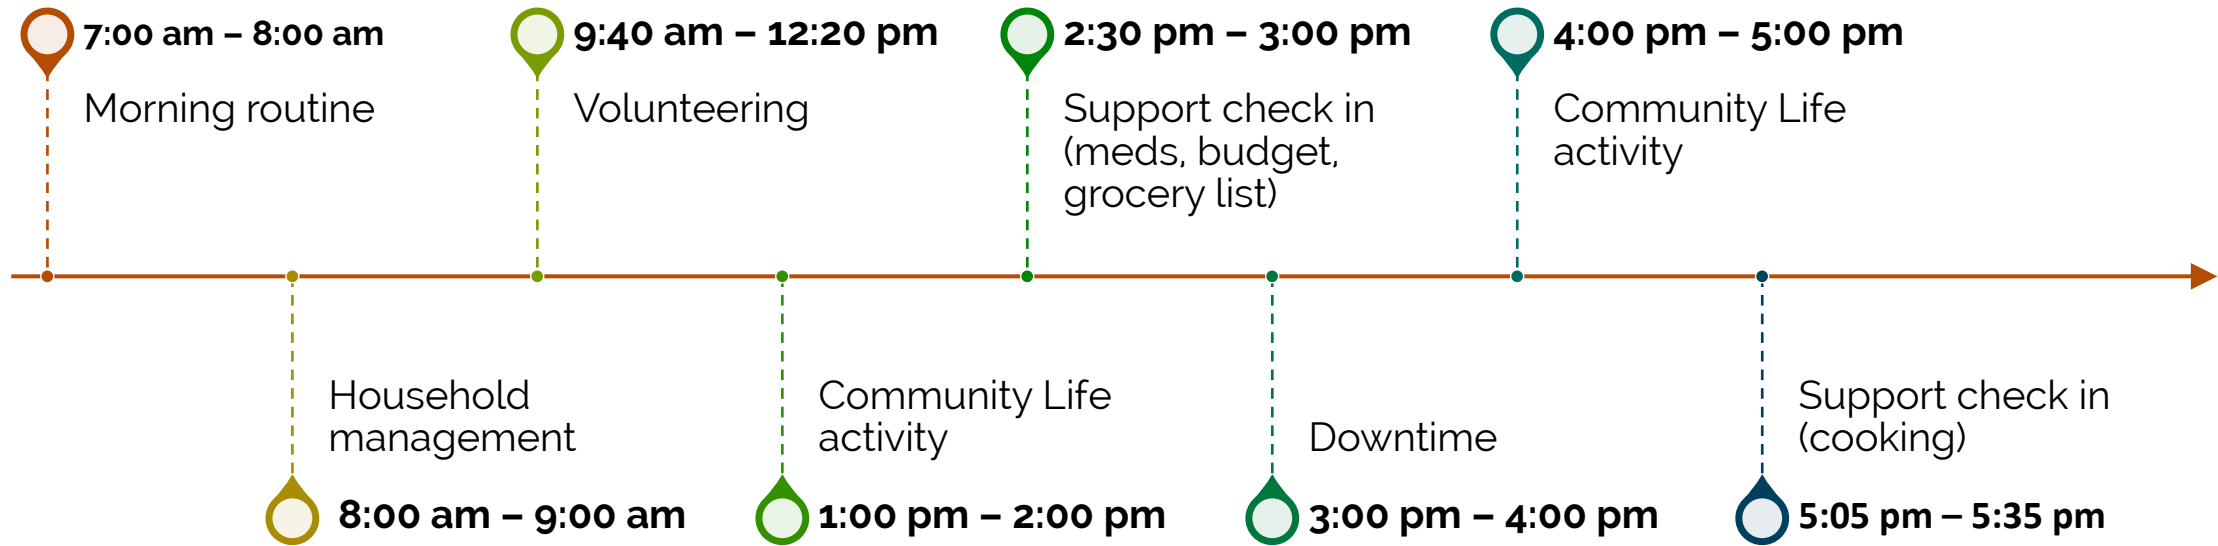 7:00 am – 8:00 am
Morning routine
8:00 am – 9:00 am
Household
management
9:40 am – 12:20 pm
Volunteering
1:00 pm – 2:00 pm
Community Life
activity
2:30 pm – 3:00 pm
Support check in
(meds, budget,
grocery list)
3:00 pm – 4:00 pm
Downtime
4:00 pm – 5:00 pm
Community Life
activity
5:05 pm – 5:35 pm
Support check in
(cooking)